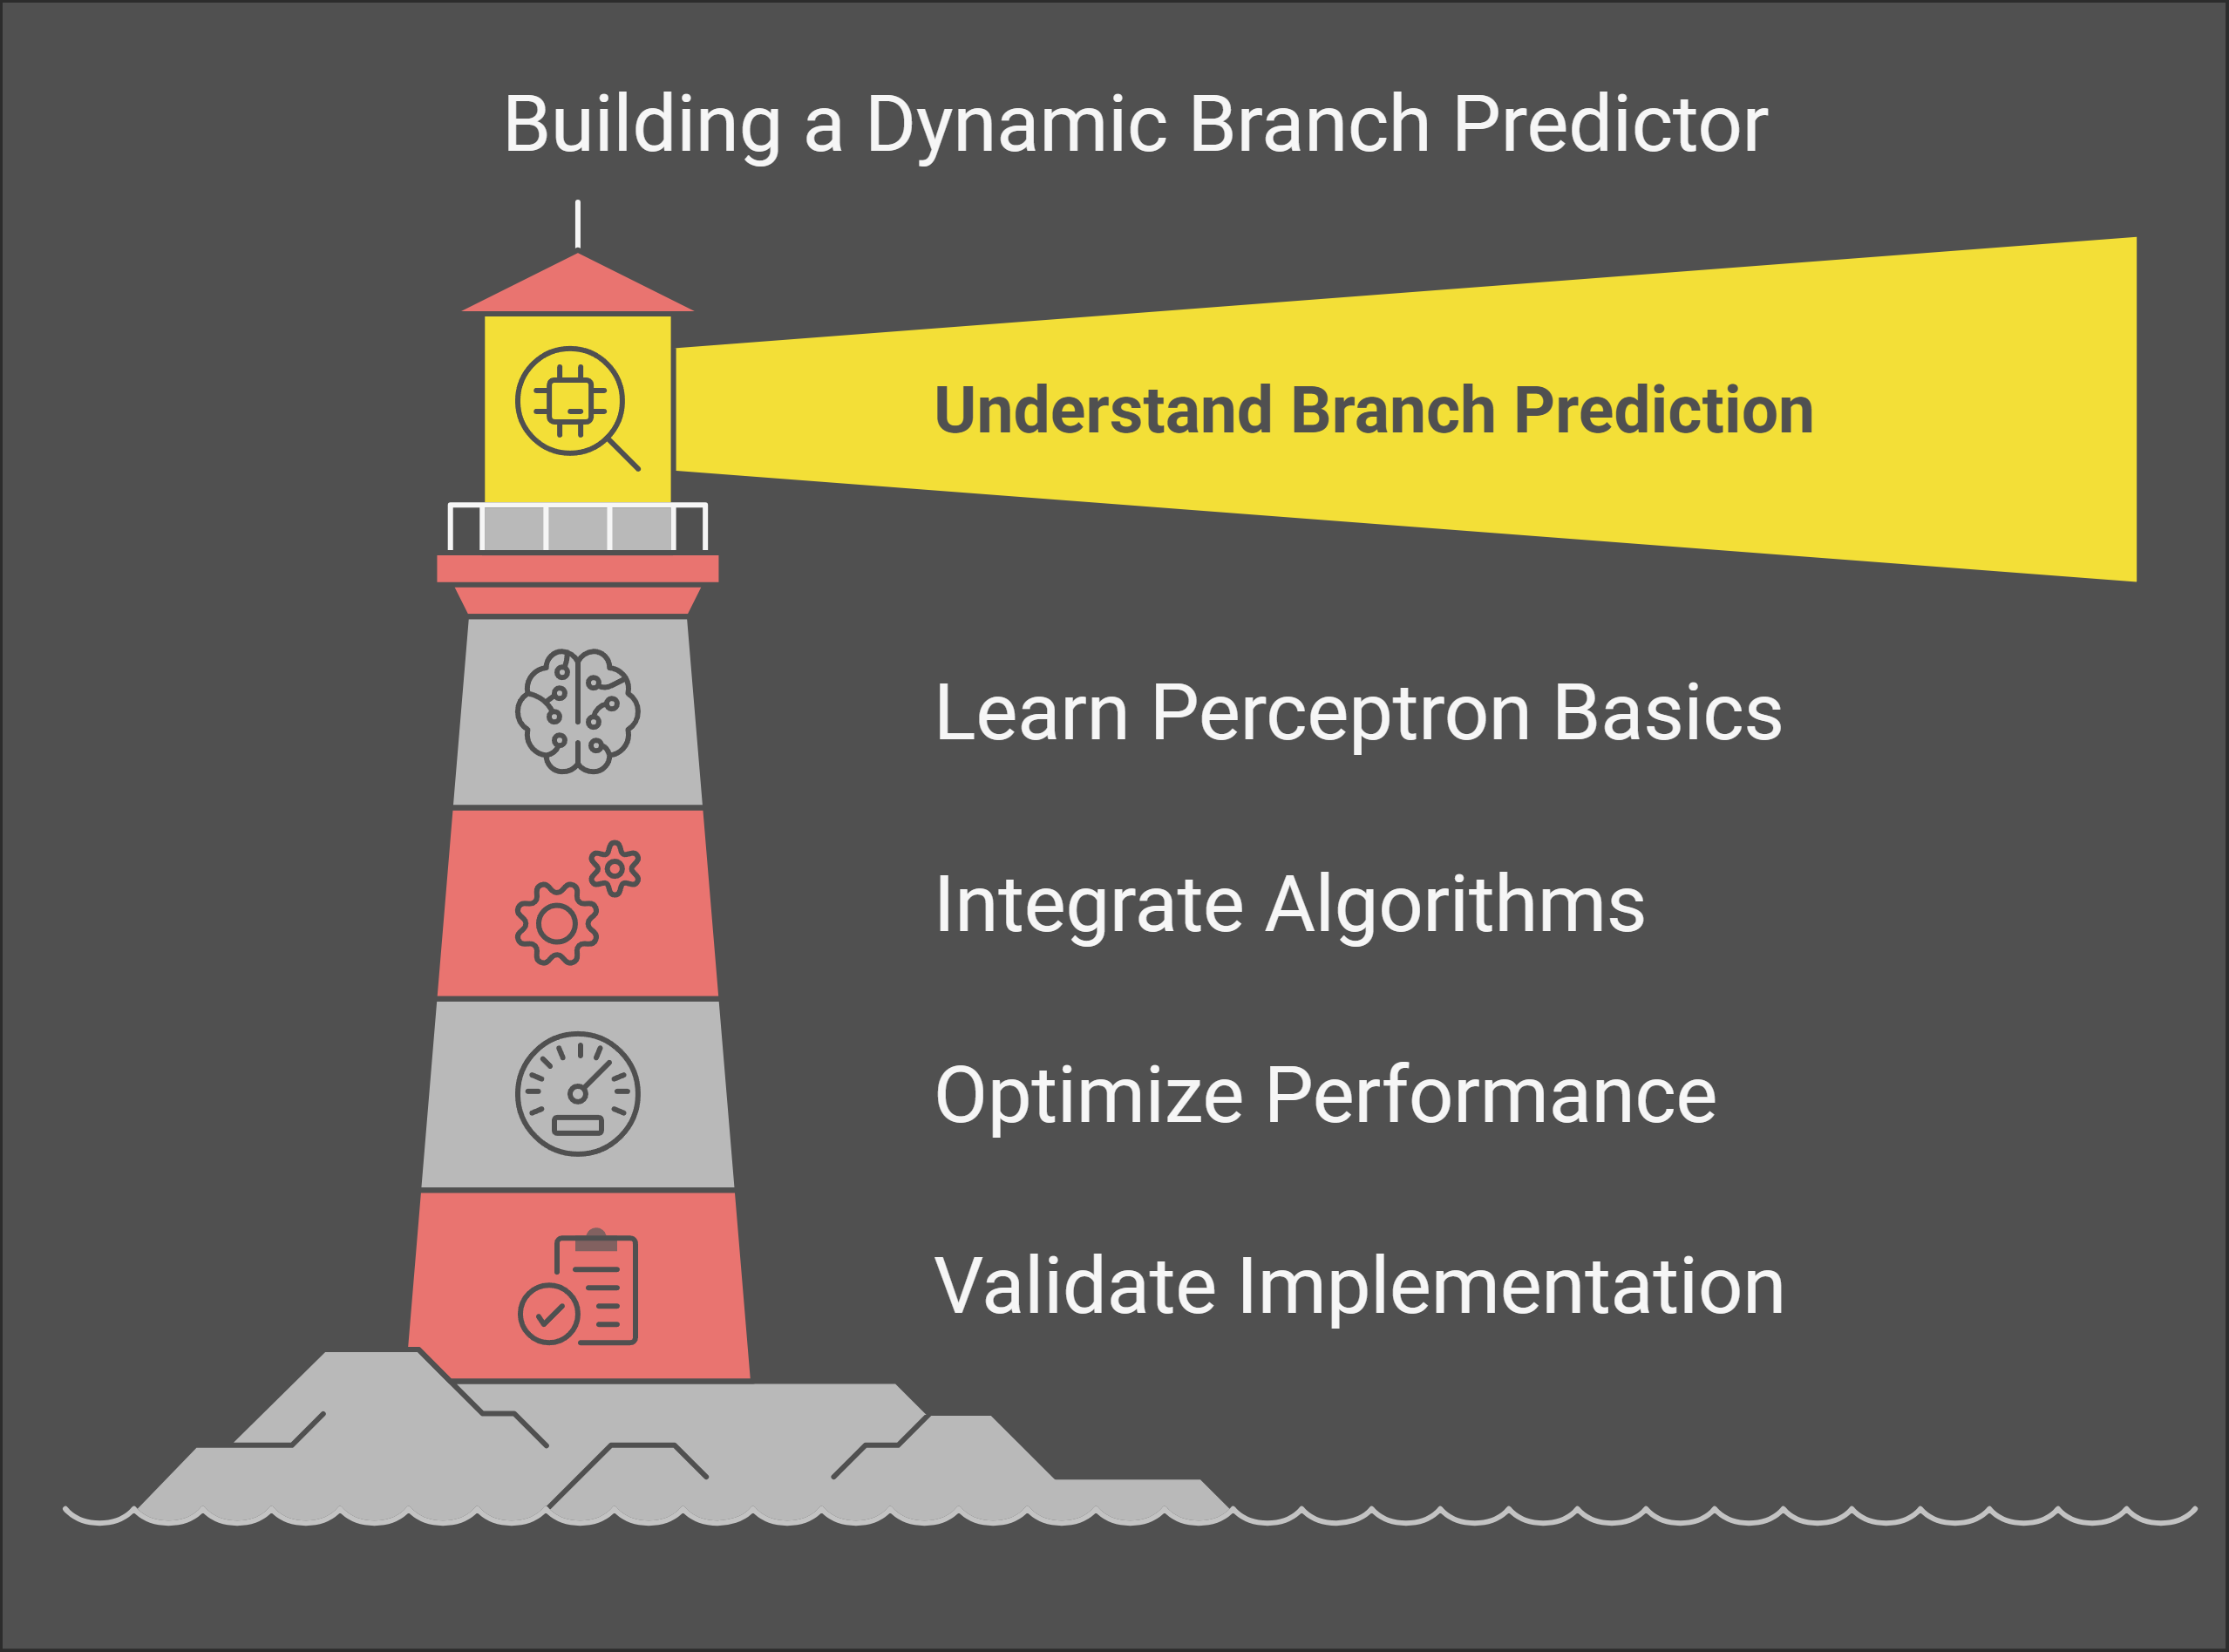 Building a Dynamic Branch Predictor
Understand Branch Prediction
Learn Perceptron Basics
Integrate Algorithms
Optimize Performance
Validate Implementation